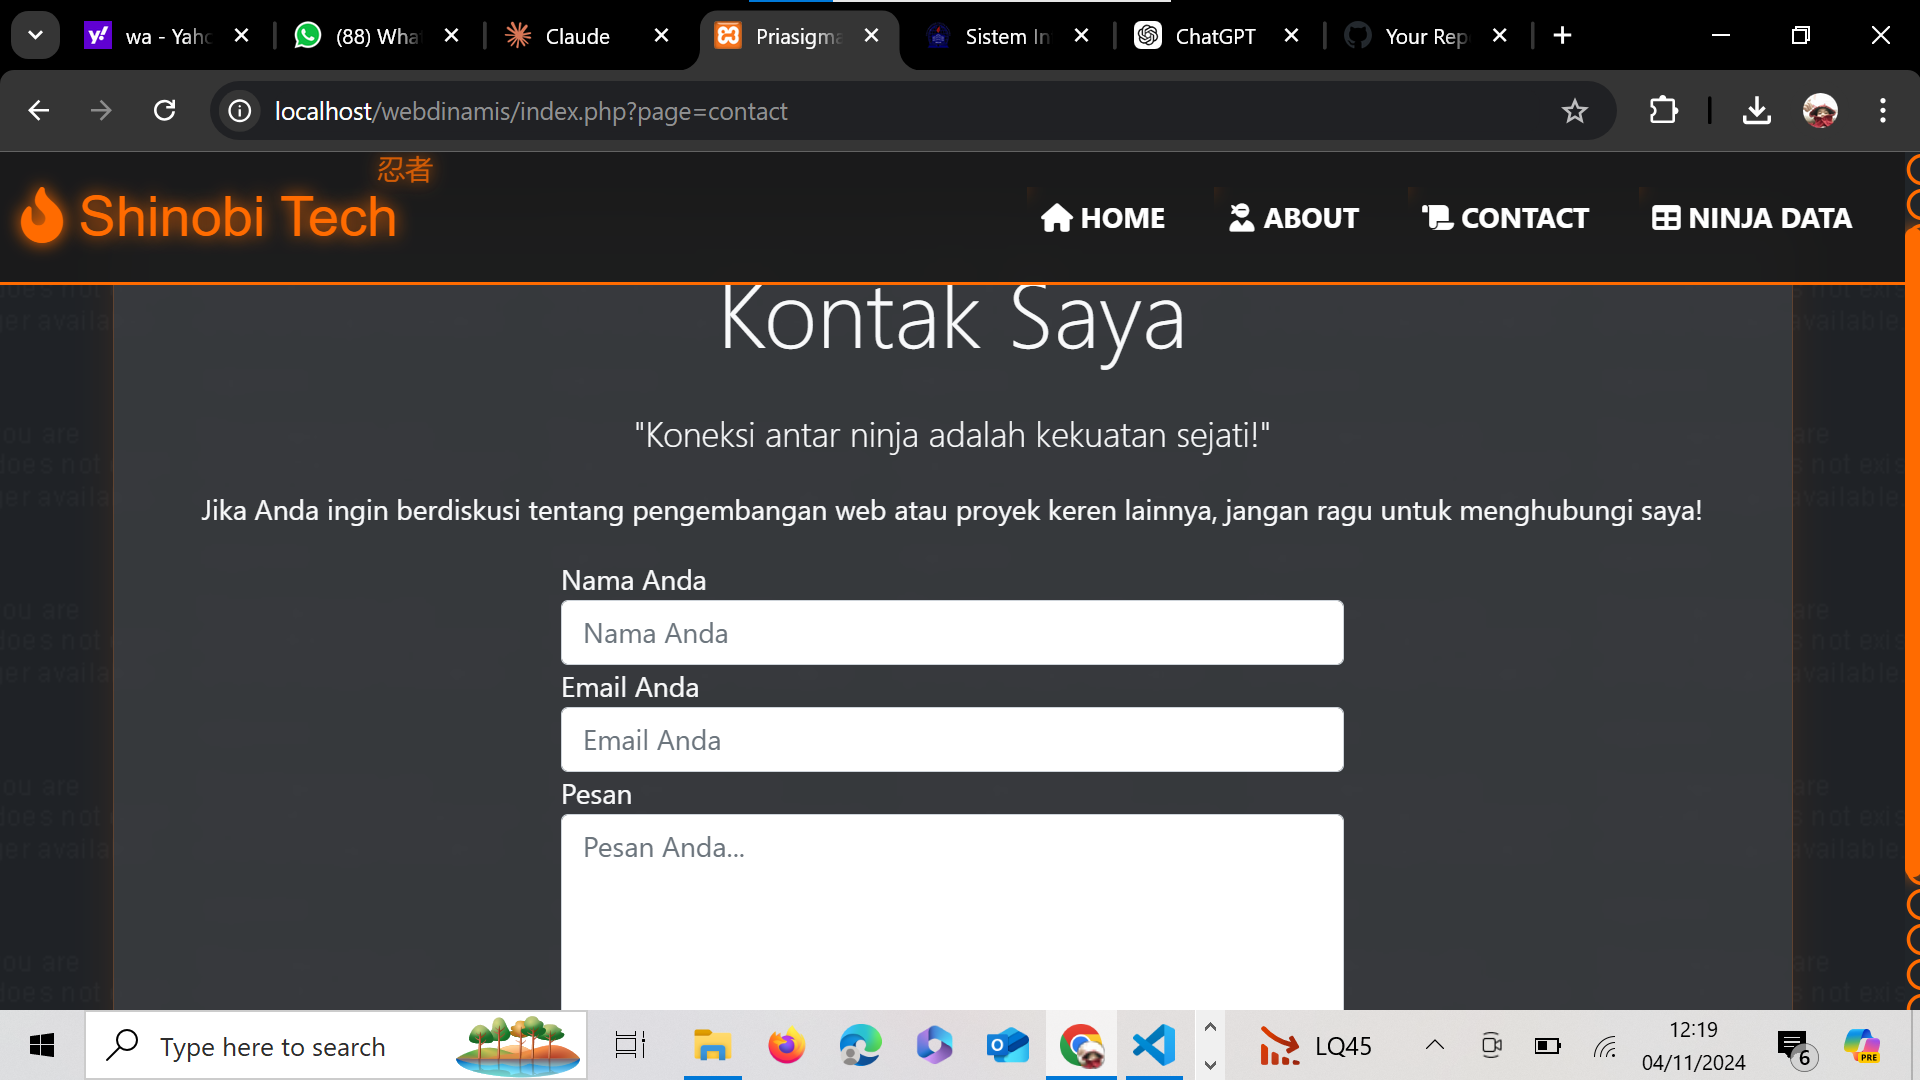 wa - Yaho
(88) What
Claude
Priasigma
Sistem In
ChatGPT
Your Rep
localhost/webdinamis/index.php?page=contact
忍者
Shinobi Tech
HOME
ABOUT
CONTACT
NINJA DATA
Kontak Saya
"Koneksi antar ninja adalah kekuatan sejati!"
Jika Anda ingin berdiskusi tentang pengembangan web atau proyek keren lainnya, jangan ragu untuk menghubungi saya!
Nama Anda
Nama Anda
Email Anda
Email Anda
Pesan
Pesan Anda...
Type here to search
LQ45
12:19
04/11/2024
6
PRE